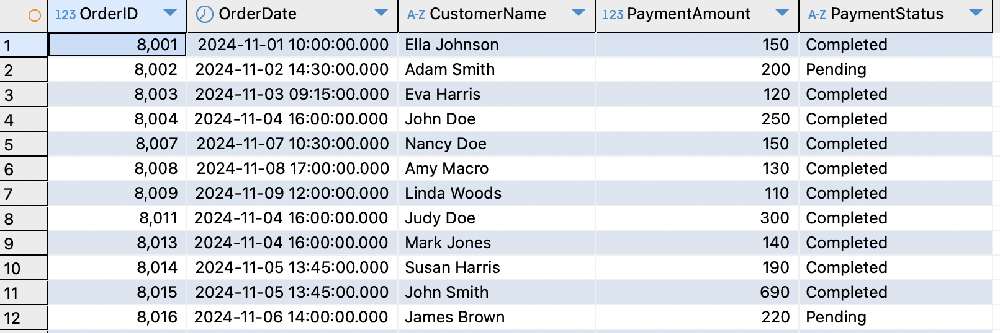 123 OrderID OrderDate A-Z CustomerName 123 PaymentAmount A-Z PaymentStatus
1 8,001 2024-11-01 10:00:00.000 Ella Johnson 150 Completed
2 8,002 2024-11-02 14:30:00.000 Adam Smith 200 Pending
3 8,003 2024-11-03 09:15:00.000 Eva Harris 120 Completed
4 8,004 2024-11-04 16:00:00.000 John Doe 250 Completed
5 8,007 2024-11-07 10:30:00.000 Nancy Doe 150 Completed
6 8,008 2024-11-08 17:00:00.000 Amy Macro 130 Completed
7 8,009 2024-11-09 12:00:00.000 Linda Woods 110 Completed
8 8,011 2024-11-04 16:00:00.000 Judy Doe 300 Completed
9 8,013 2024-11-04 16:00:00.000 Mark Jones 140 Completed
10 8,014 2024-11-05 13:45:00.000 Susan Harris 190 Completed
11 8,015 2024-11-05 13:45:00.000 John Smith 690 Completed
12 8,016 2024-11-06 14:00:00.000 James Brown 220 Pending